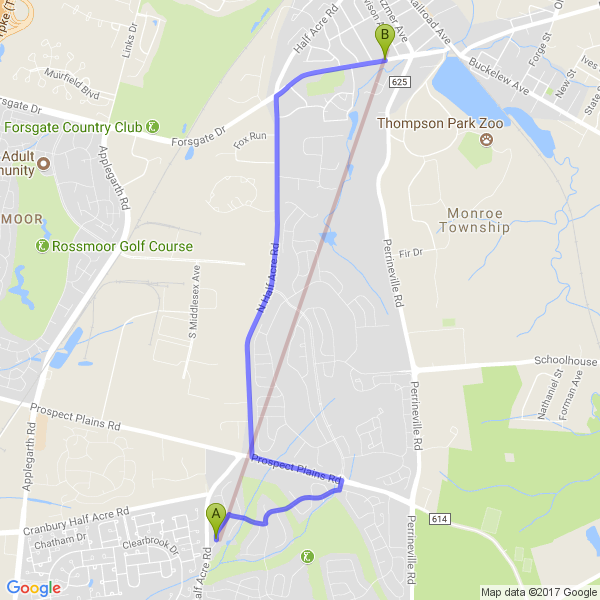 Tpke (T
Links Dr
Half Acre Rd
Railroad Ave
Buckelew Ave
Forge St
New St
State S
B
625
Muirfield Blvd
Forsgate Dr
Forsgate Country Club
Forsgate Dr
Fox Run
Thompson Park Zoo
Adult
munity
Applegarth Rd
MOOR
Rossmoor Golf Course
Monroe
Township
Fir Dr
Perrineville Rd
N Half Acre Rd
S Middlesex Ave
Schoolhouse
Nathaniel St
Forman Ave
Perrineville Rd
Prospect Plains Rd
Applegarth Rd
Prospect Plains Rd
A
614
Cranbury Half Acre Rd
Chatham Dr
Clearbrook Dr
Half Acre Rd
Perrineville Rd
Google
Map data ©2017 Google